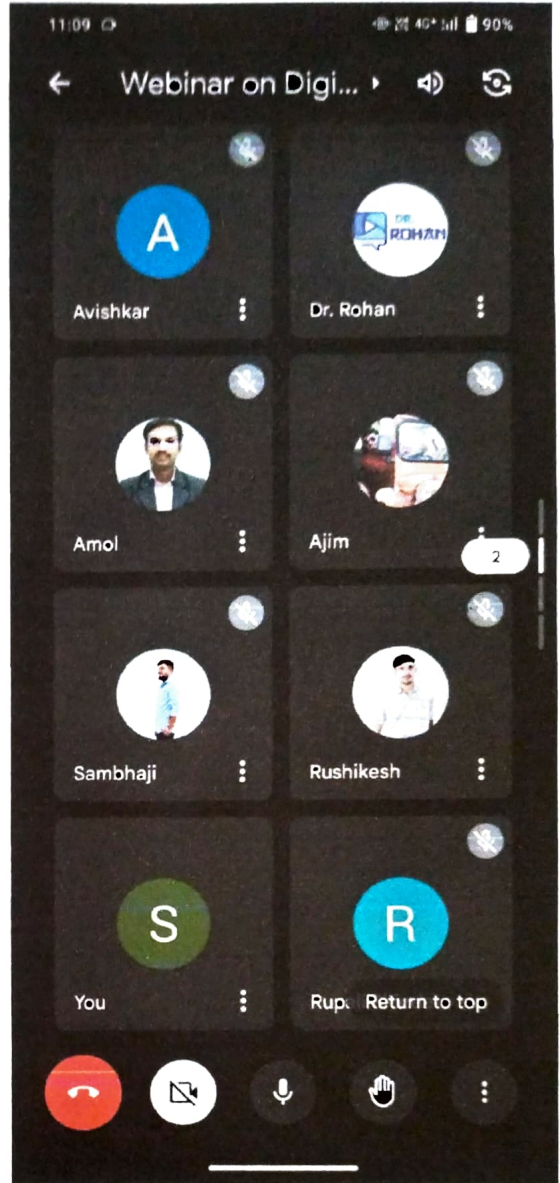 11:09 4G+ 90%
Webinar on Digi...
A
DR.
ROHAN
Avishkar Dr. Rohan
Amol Ajim
2
Sambhaji Rushikesh
S R
You Rup Return to top